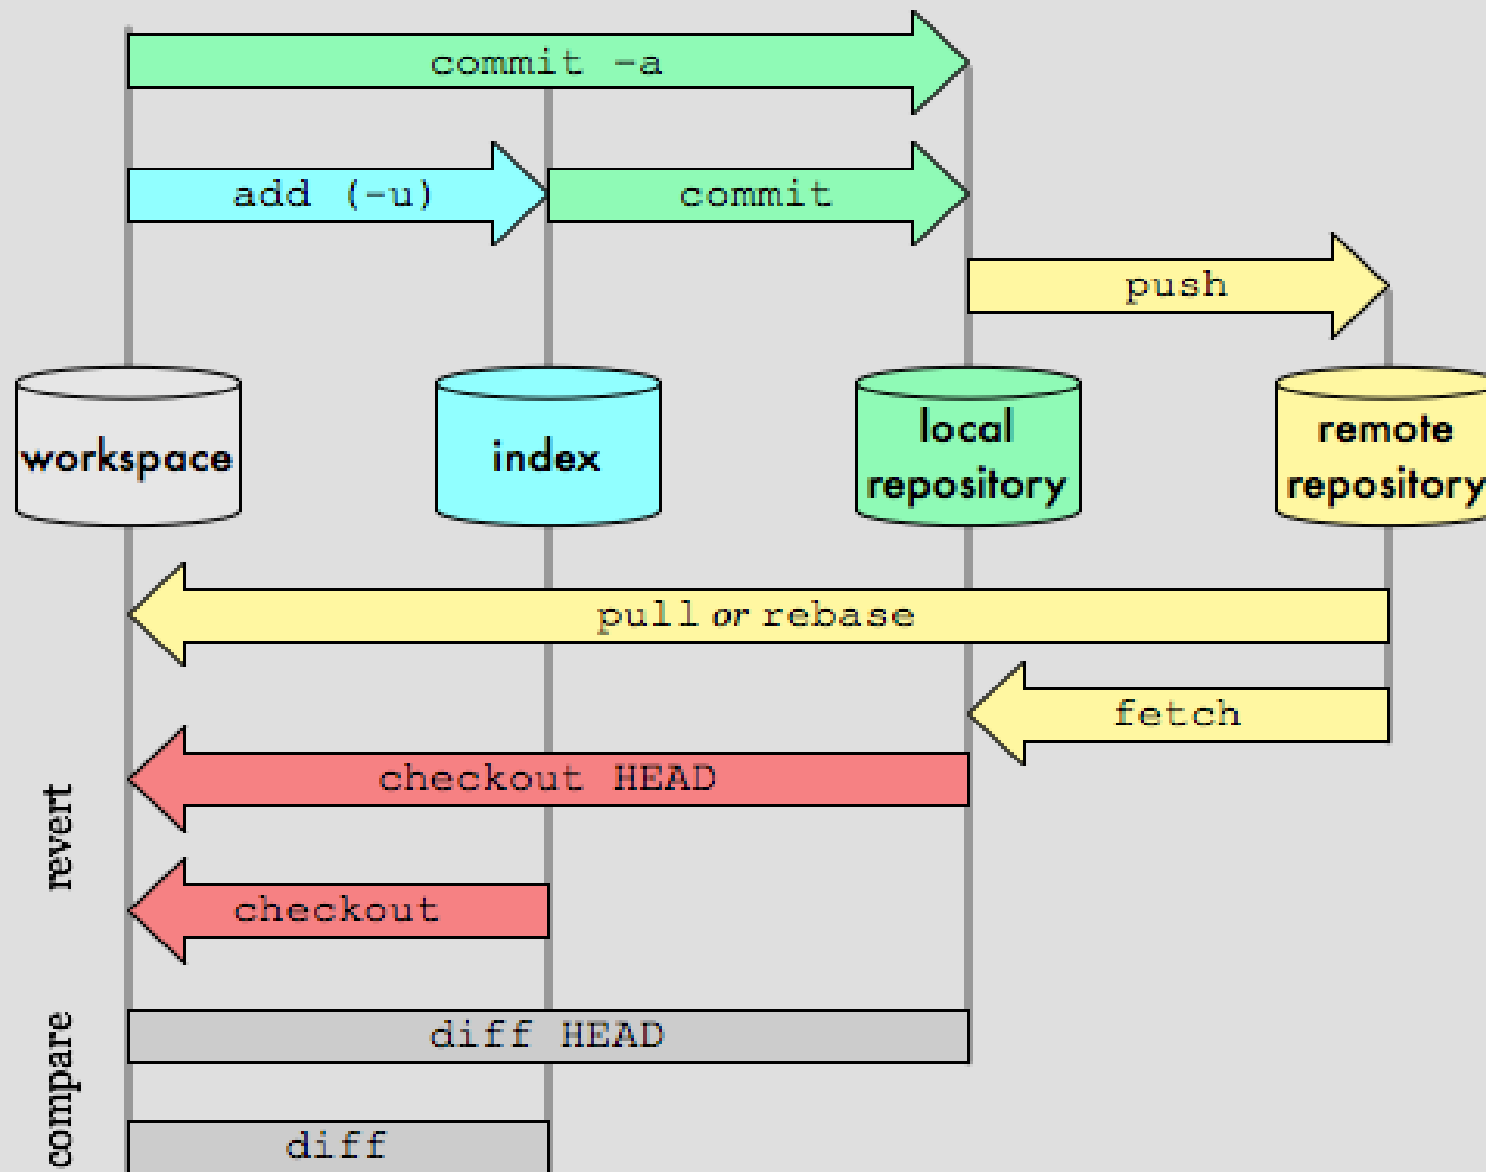 commit -a
add (-u)
commit
push
workspace
index
local
repository
remote
repository
pull or rebase
fetch
revert
checkout HEAD
checkout
compare
diff HEAD
diff